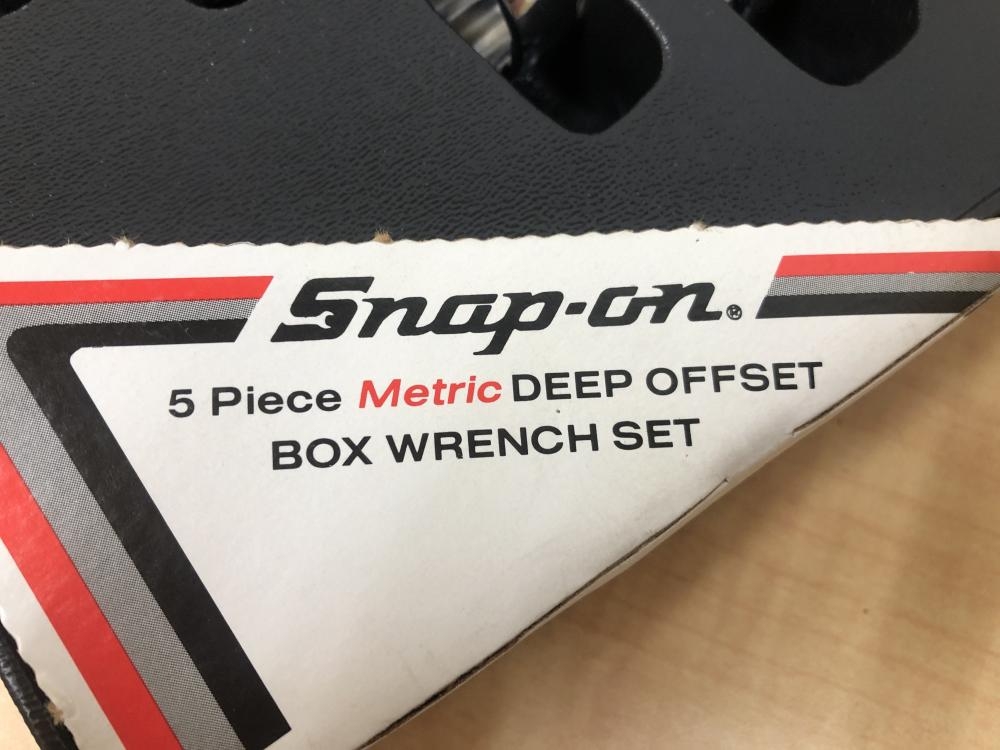 Snap-on®
5 Piece Metric DEEP OFFSET
BOX WRENCH SET